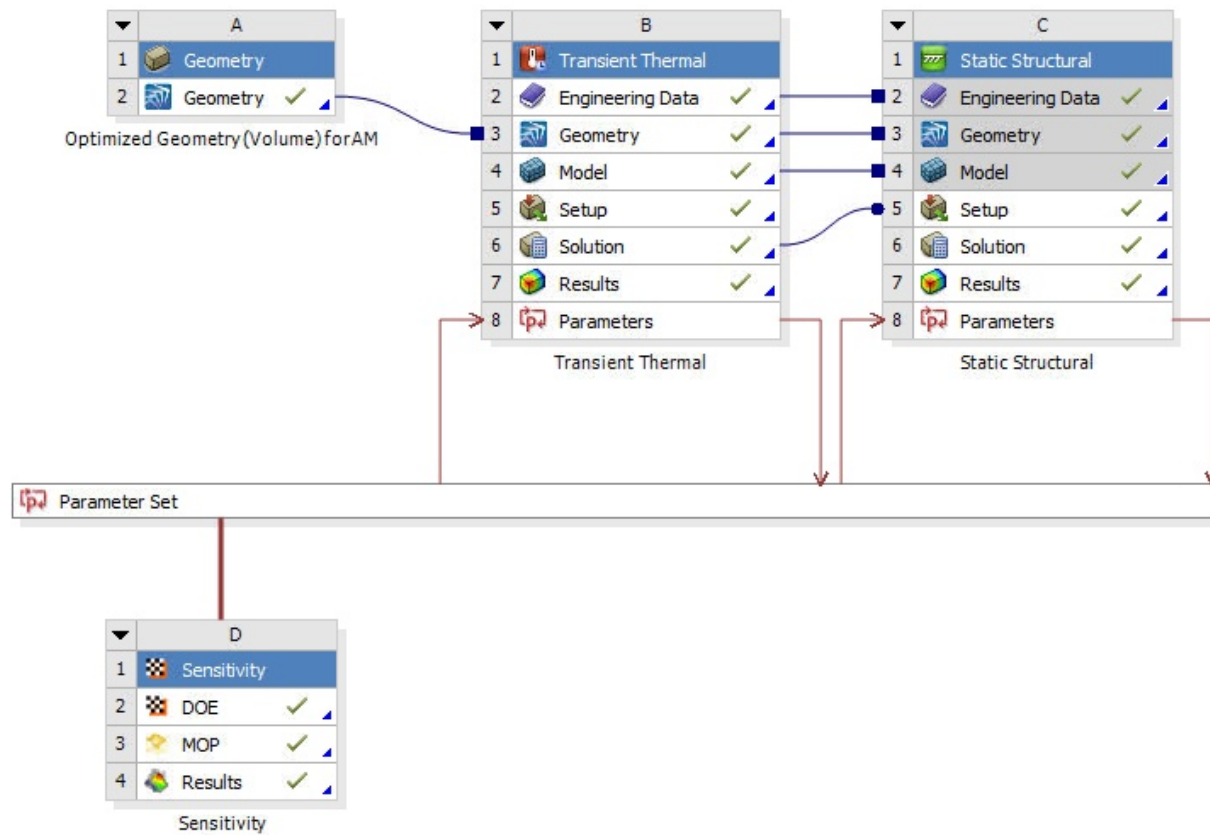 A
1 Geometry
2 Geometry
Optimized Geometry(Volume)forAM
B
1 Transient Thermal
2 Engineering Data
3 Geometry
4 Model
5 Setup
6 Solution
7 Results
8 Parameters
Transient Thermal
C
1 Static Structural
2 Engineering Data
3 Geometry
4 Model
5 Setup
6 Solution
7 Results
8 Parameters
Static Structural
Parameter Set
D
1 Sensitivity
2 DOE
3 MOP
4 Results
Sensitivity